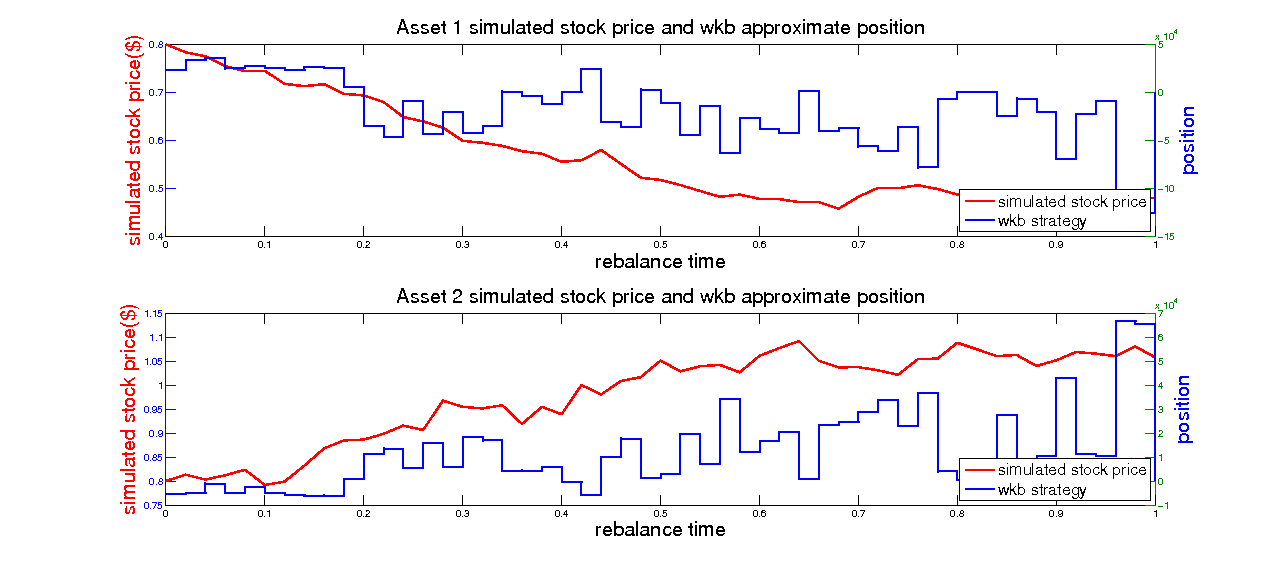 Asset 1 simulated stock price and wkb approximate position
x 10^4
simulated stock price($)
0.8
0.7
0.6
0.5
0.4
5
0
-5
-10
-15
position
simulated stock price
wkb strategy
0 0.1 0.2 0.3 0.4 0.5 0.6 0.7 0.8 0.9 1
rebalance time
Asset 2 simulated stock price and wkb approximate position
x 10^4
simulated stock price($)
1.15
1.1
1.05
1
0.95
0.9
0.85
0.8
0.75
7
6
5
4
3
2
1
0
-1
position
simulated stock price
wkb strategy
0 0.1 0.2 0.3 0.4 0.5 0.6 0.7 0.8 0.9 1
rebalance time